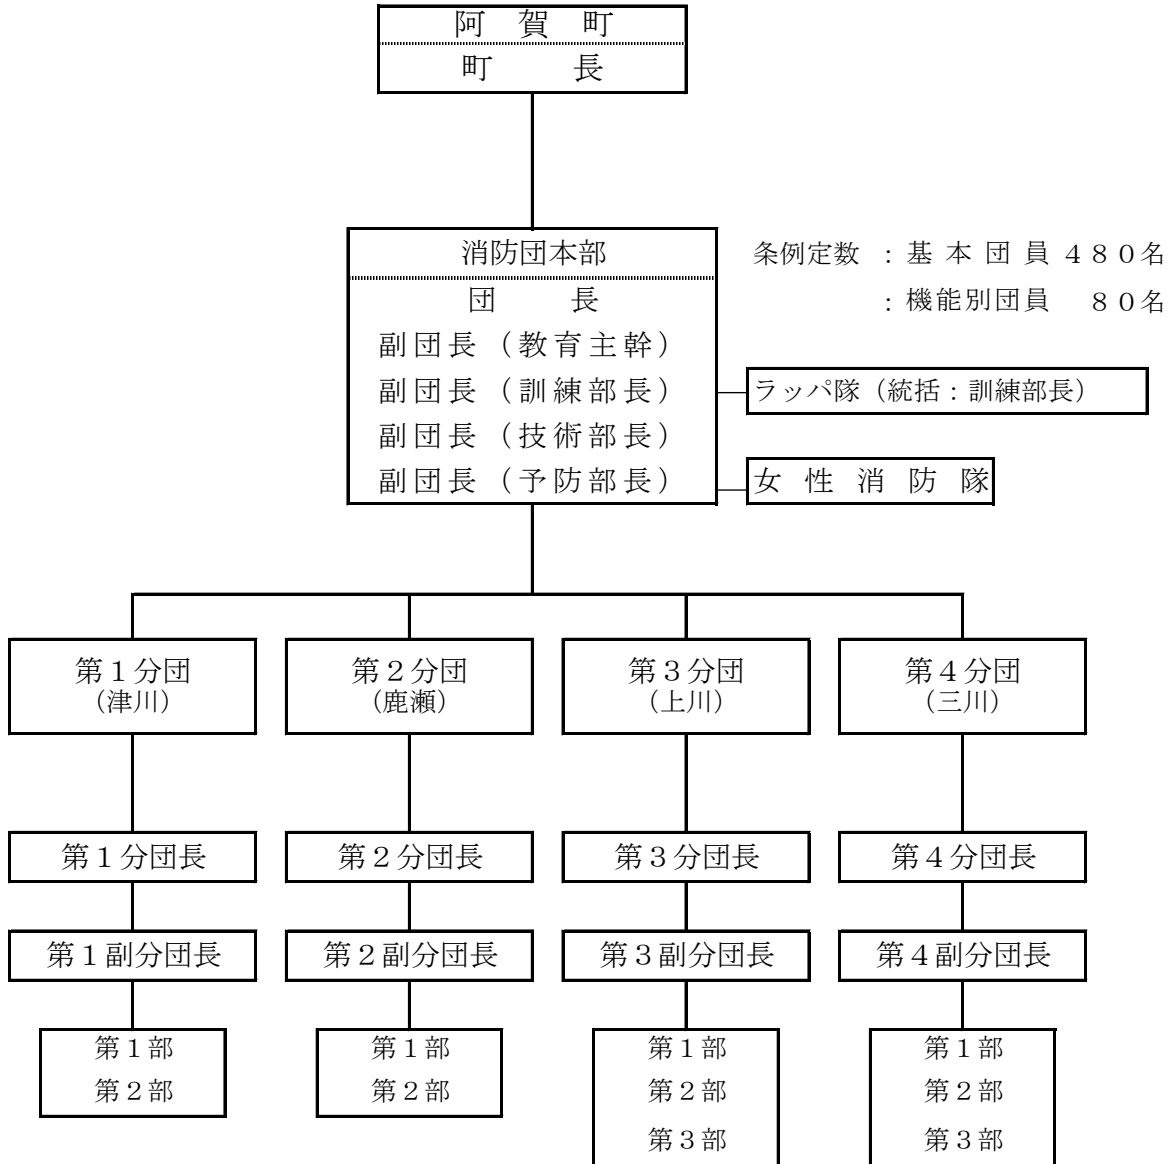 阿賀町
町長
消防団本部
団長
副団長（教育主幹）
副団長（訓練部長）
副団長（技術部長）
副団長（予防部長）
条例定数：基本団員４８０名
：機能別団員　８０名
ラッパ隊（統括：訓練部長）
女性消防隊
第１分団
（津川）
第２分団
（鹿瀬）
第３分団
（上川）
第４分団
（三川）
第１分団長
第２分団長
第３分団長
第４分団長
第１副分団長
第２副分団長
第３副分団長
第４副分団長
第１部
第２部
第１部
第２部
第１部
第２部
第３部
第１部
第２部
第３部